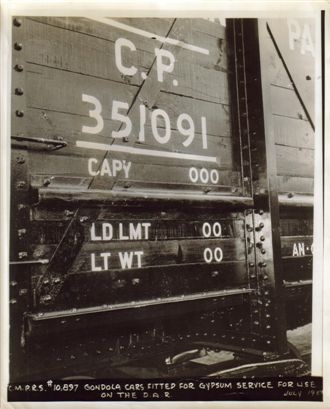 PA
C.P.
351091
CAPY 000
LD LMT 00
LT WT 00
AN-
C.M.P.R.S. #10,897 GONDOLA CARS FITTED FOR GYPSUM SERVICE FOR USE
ON THE D.A.R. JULY